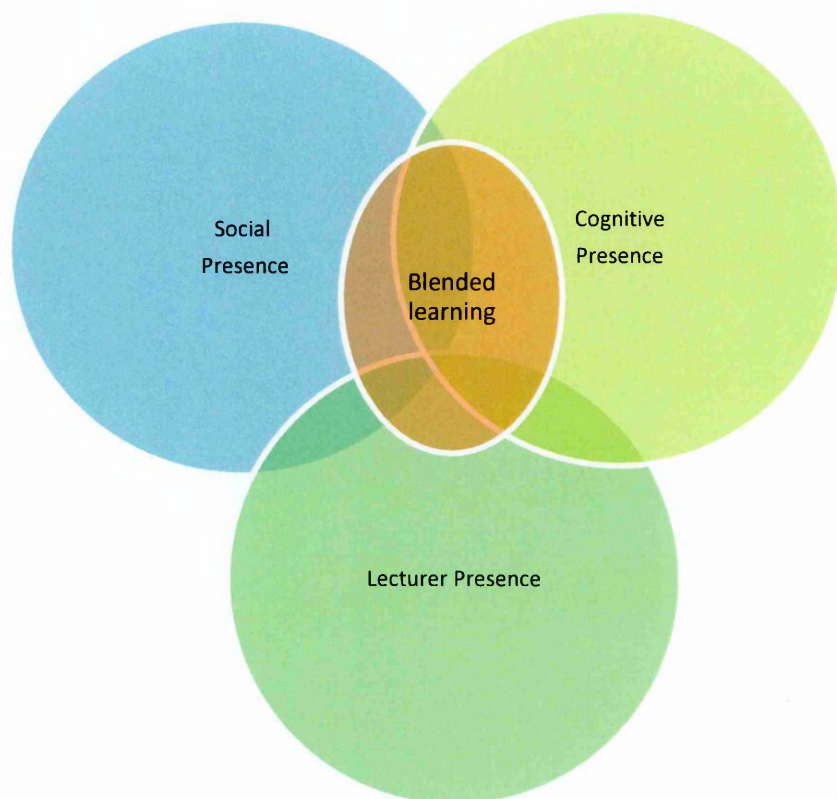 Social
Presence
Cognitive
Presence
Blended
learning
Lecturer Presence